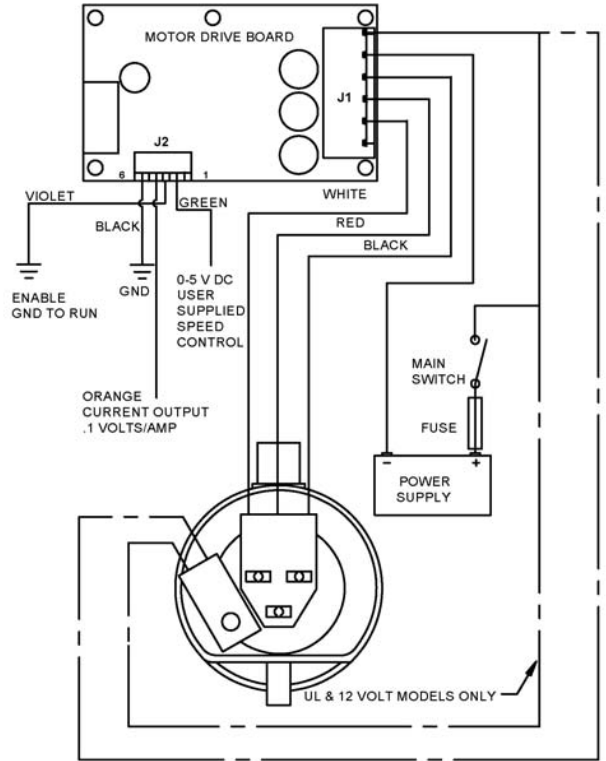 MOTOR DRIVE BOARD
J1
J2
6
1
VIOLET
GREEN
BLACK
WHITE
RED
BLACK
ENABLE
GND TO RUN
GND
0-5 V DC
USER
SUPPLIED
SPEED
CONTROL
ORANGE
CURRENT OUTPUT
.1 VOLTS/AMP
MAIN
SWITCH
FUSE
- +
POWER
SUPPLY
UL & 12 VOLT MODELS ONLY